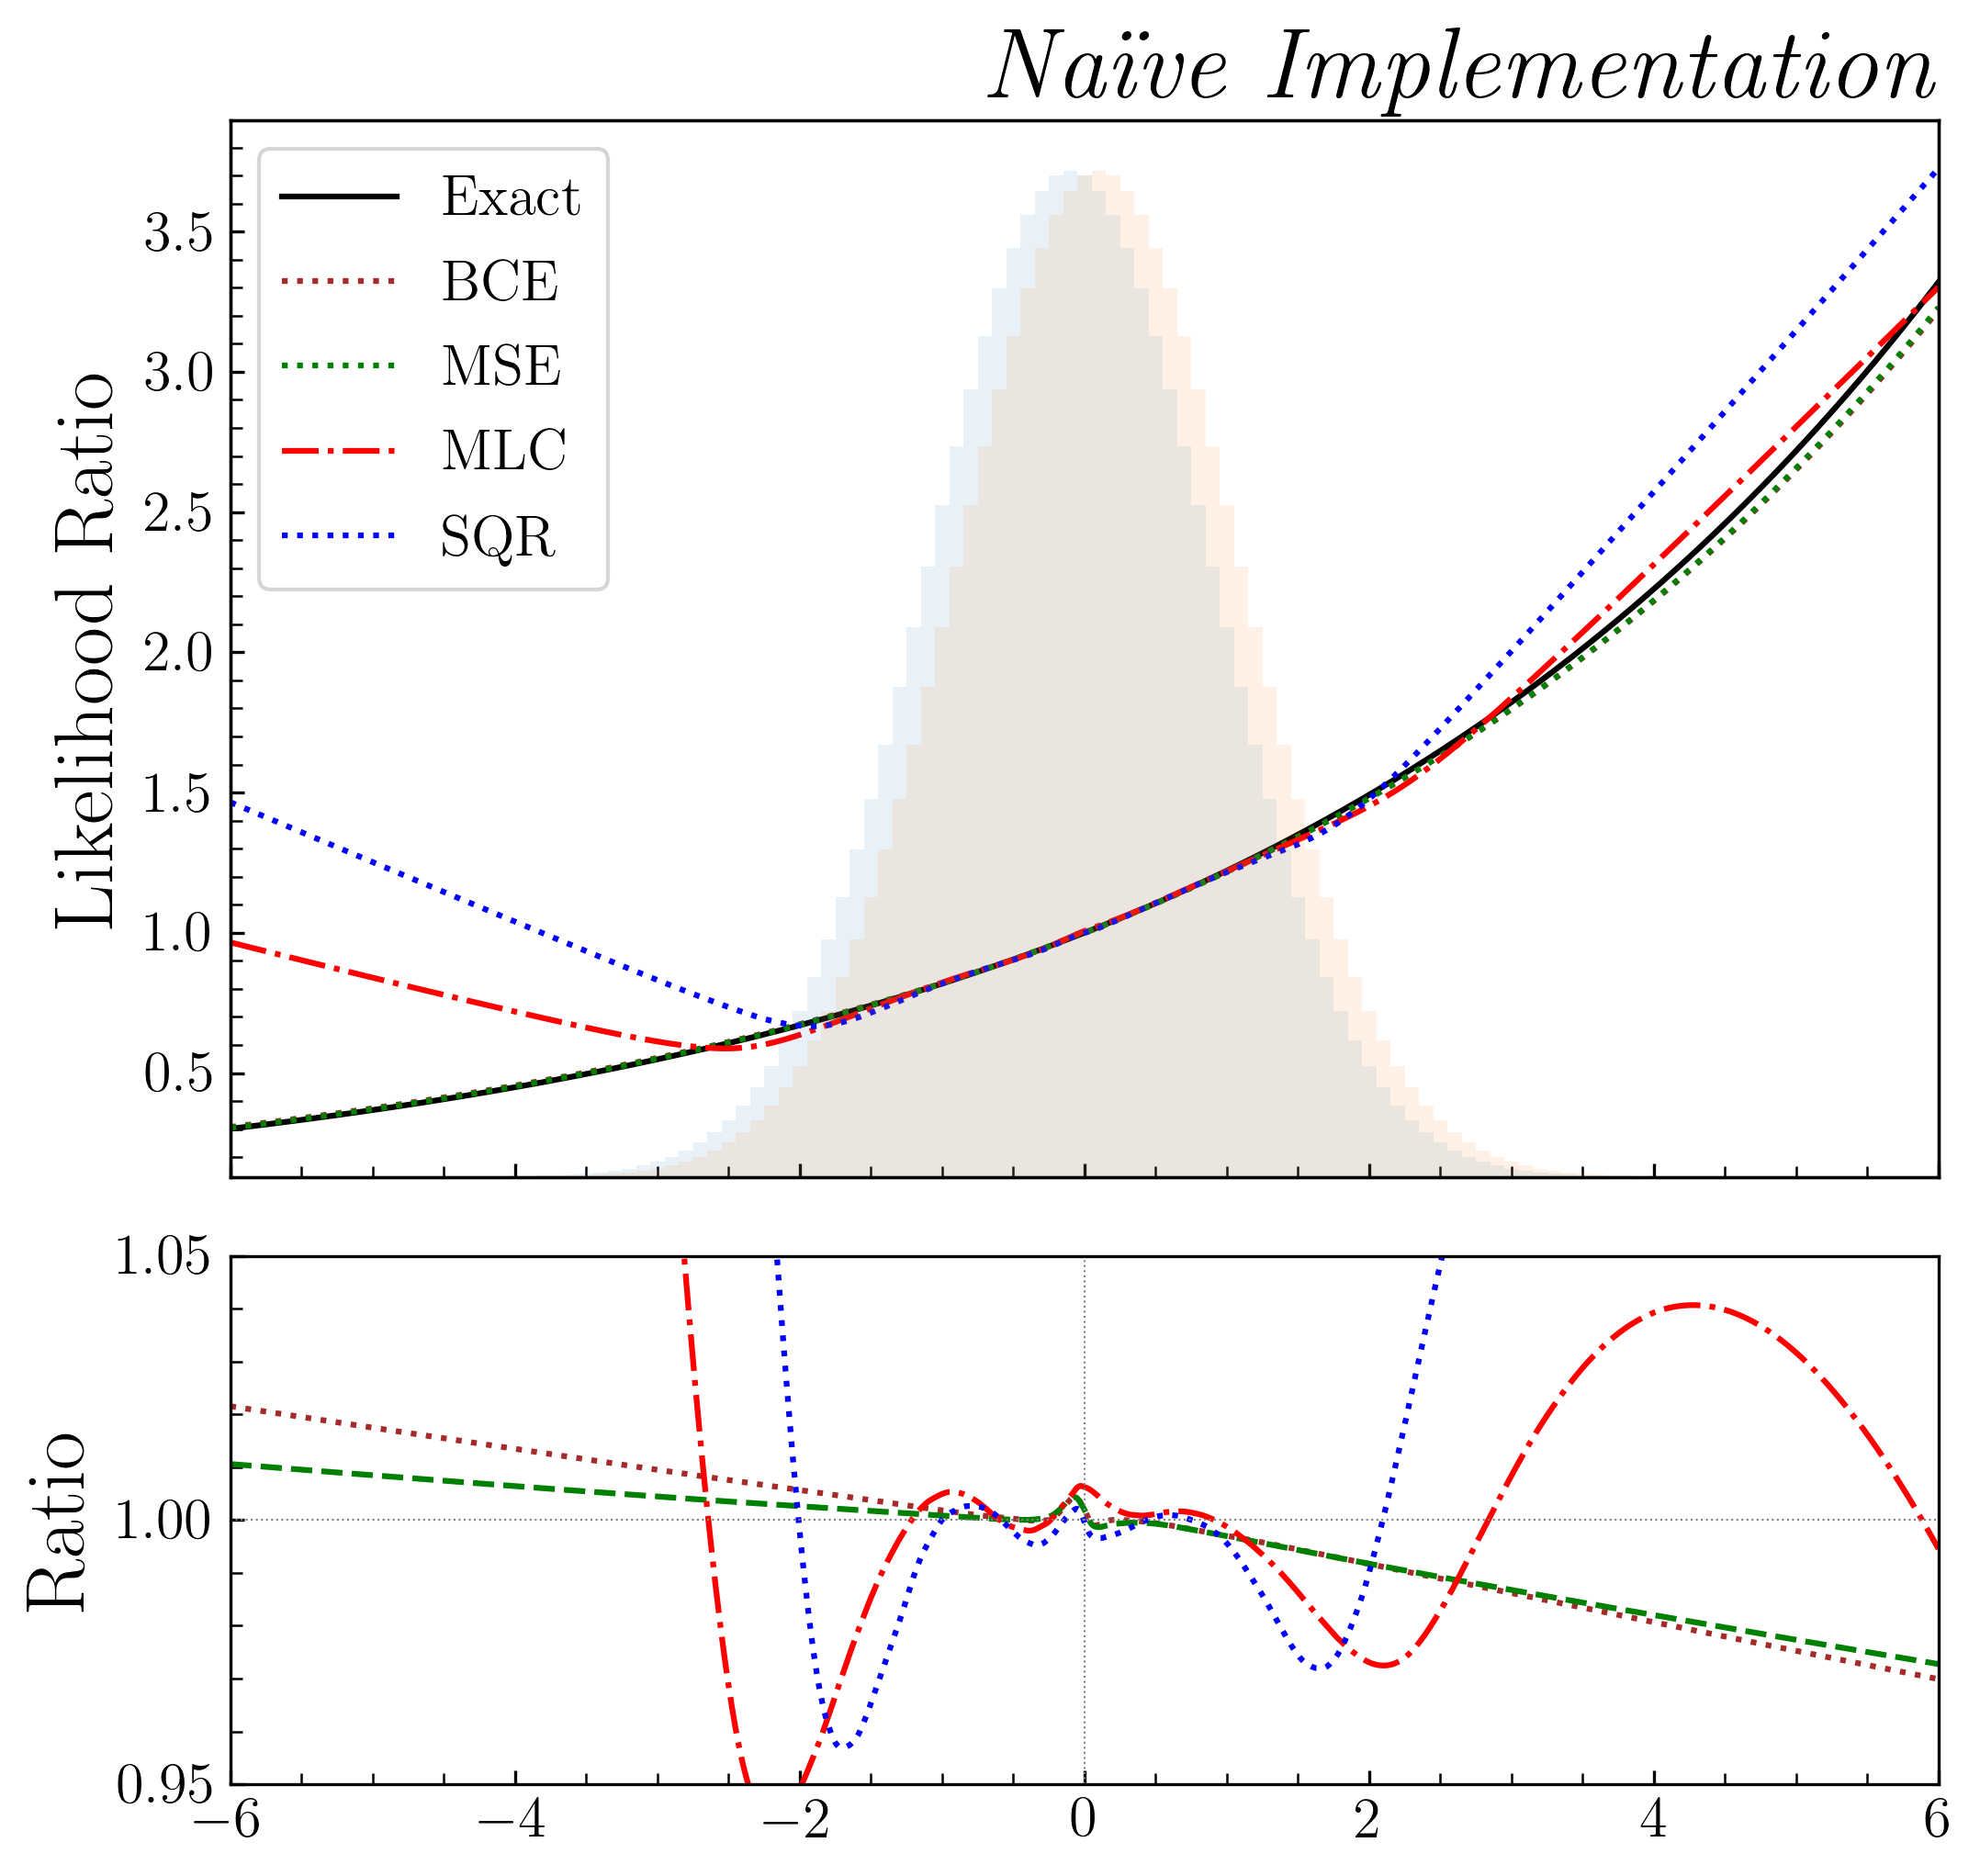 Naïve Implementation
Exact
BCE
MSE
MLC
SQR
Likelihood Ratio
3.5
3.0
2.5
2.0
1.5
1.0
0.5
Ratio
1.05
1.00
0.95
−6 −4 −2 0 2 4 6